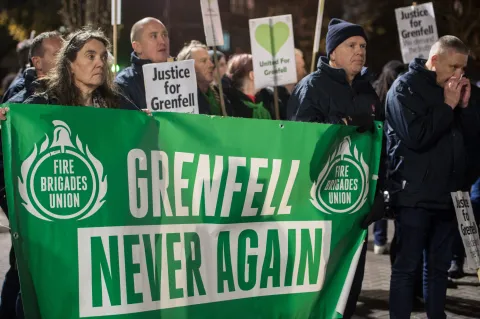 Justice
for
Grenfell
UNITED
For
Grenfell
Justice for
Grenfell
FIRE
BRIGADES
UNION
GRENFELL
NEVER AGAIN
FIRE
BRIGADES
UNION